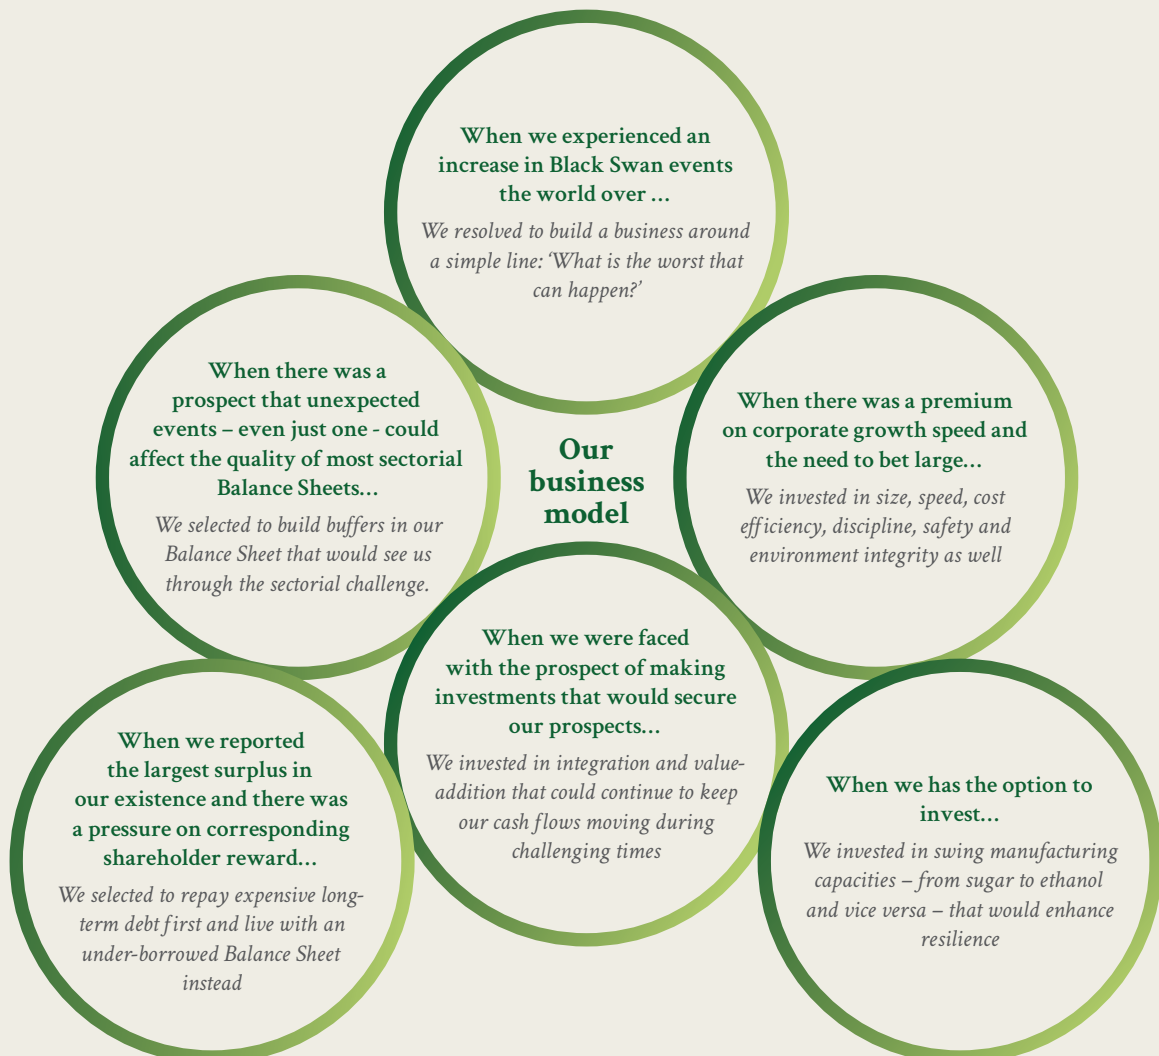 When we experienced an
increase in Black Swan events
the world over ...
We resolved to build a business around
a simple line: ‘What is the worst that
can happen?’
When there was a
prospect that unexpected
events – even just one - could
affect the quality of most sectorial
Balance Sheets...
We selected to build buffers in our
Balance Sheet that would see us
through the sectorial challenge.
Our
business
model
When there was a premium
on corporate growth speed and
the need to bet large...
We invested in size, speed, cost
efficiency, discipline, safety and
environment integrity as well
When we reported
the largest surplus in
our existence and there was
a pressure on corresponding
shareholder reward...
We selected to repay expensive long-
term debt first and live with an
under-borrowed Balance Sheet
instead
When we were faced
with the prospect of making
investments that would secure
our prospects...
We invested in integration and value-
addition that could continue to keep
our cash flows moving during
challenging times
When we has the option to
invest...
We invested in swing manufacturing
capacities – from sugar to ethanol
and vice versa – that would enhance
resilience